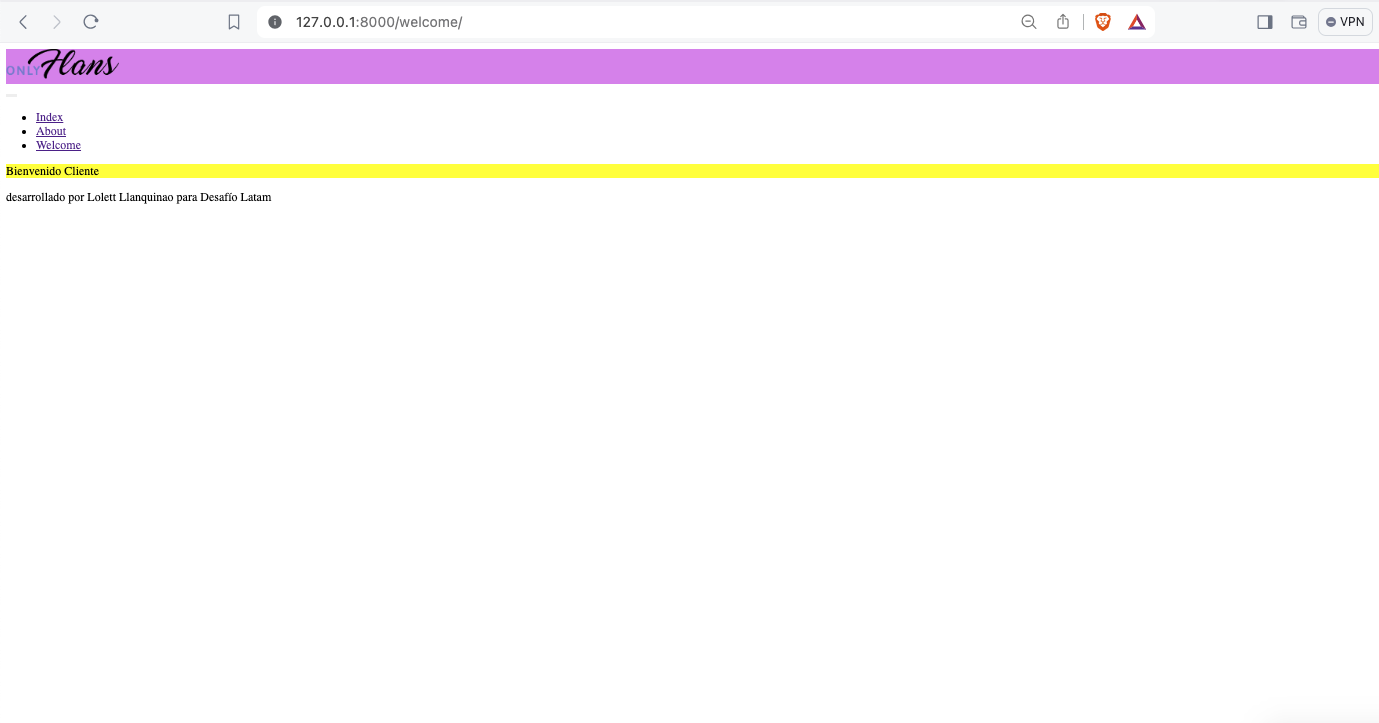 127.0.0.1:8000/welcome/
VPN
ONLY Flans
Index
About
Welcome
Bienvenido Cliente
desarrollado por Lolett Llanquinao para Desafío Latam